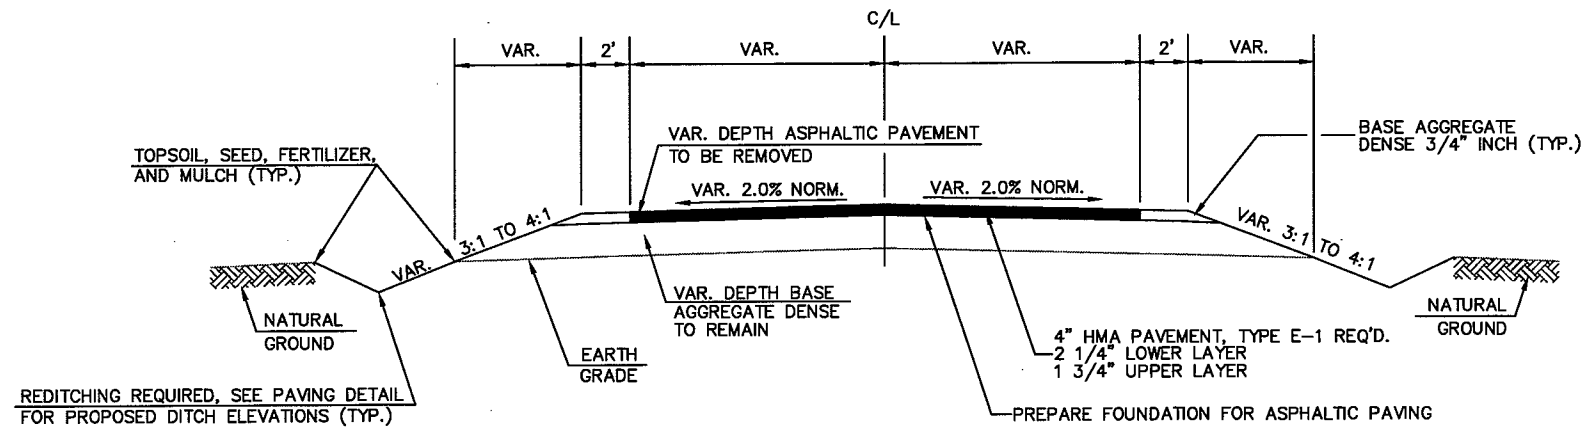 C/L
VAR.
2'
VAR.
VAR.
2'
VAR.
VAR. DEPTH ASPHALTIC PAVEMENT
TO BE REMOVED
BASE AGGREGATE
DENSE 3/4" INCH (TYP.)
TOPSOIL, SEED, FERTILIZER,
AND MULCH (TYP.)
VAR. 2.0% NORM.
VAR. 2.0% NORM.
VAR. 3:1 TO 4:1
VAR. 3:1 TO 4:1
NATURAL
GROUND
VAR. DEPTH BASE
AGGREGATE DENSE
TO REMAIN
NATURAL
GROUND
EARTH
GRADE
4" HMA PAVEMENT, TYPE E-1 REQ'D.
2 1/4" LOWER LAYER
1 3/4" UPPER LAYER
REDITCHING REQUIRED, SEE PAVING DETAIL
FOR PROPOSED DITCH ELEVATIONS (TYP.)
PREPARE FOUNDATION FOR ASPHALTIC PAVING